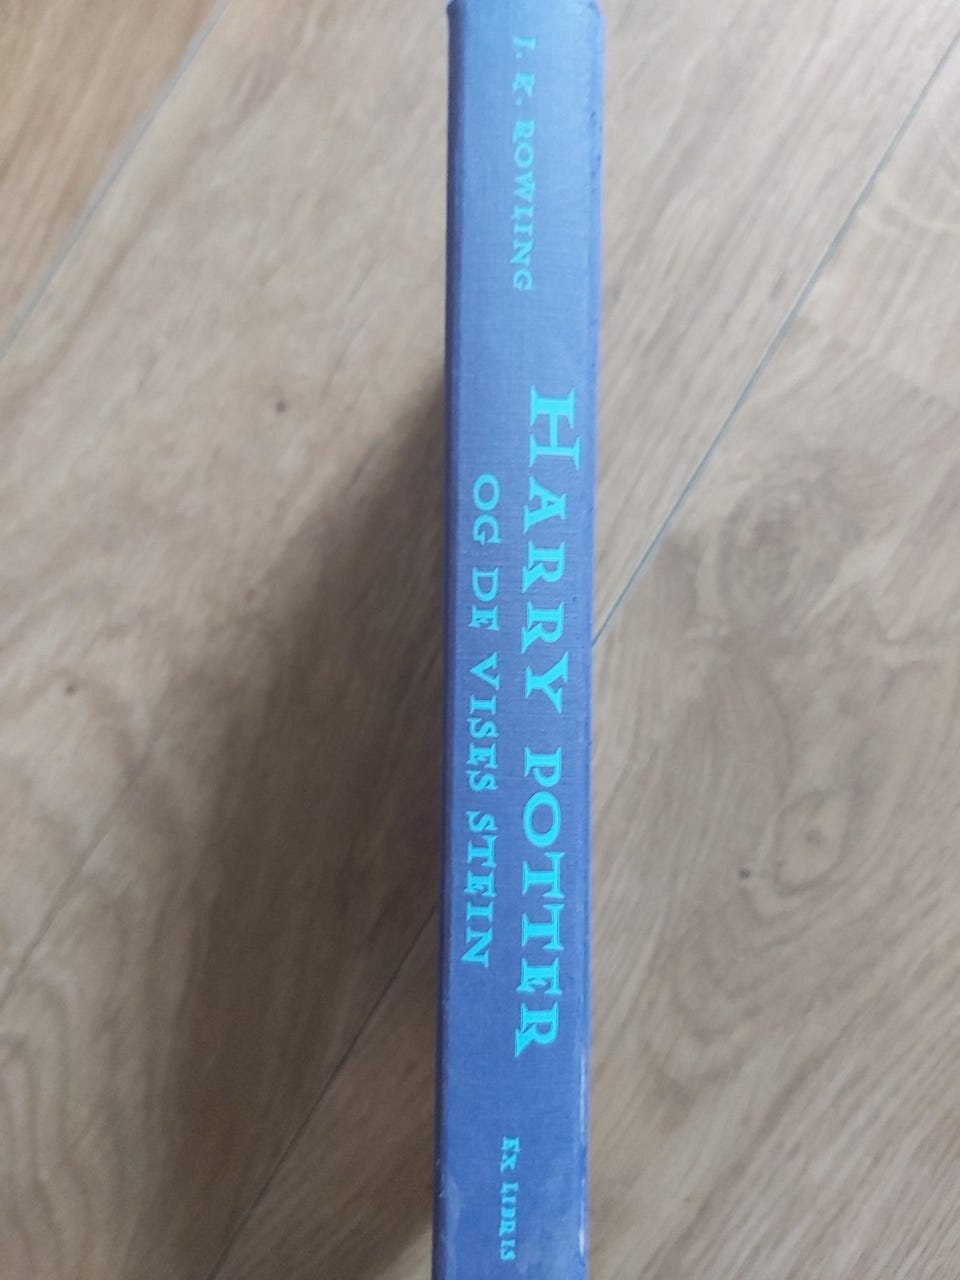 J. K. ROWLING
HARRY POTTER
OG DE VISES STEIN
EX LIBRIS